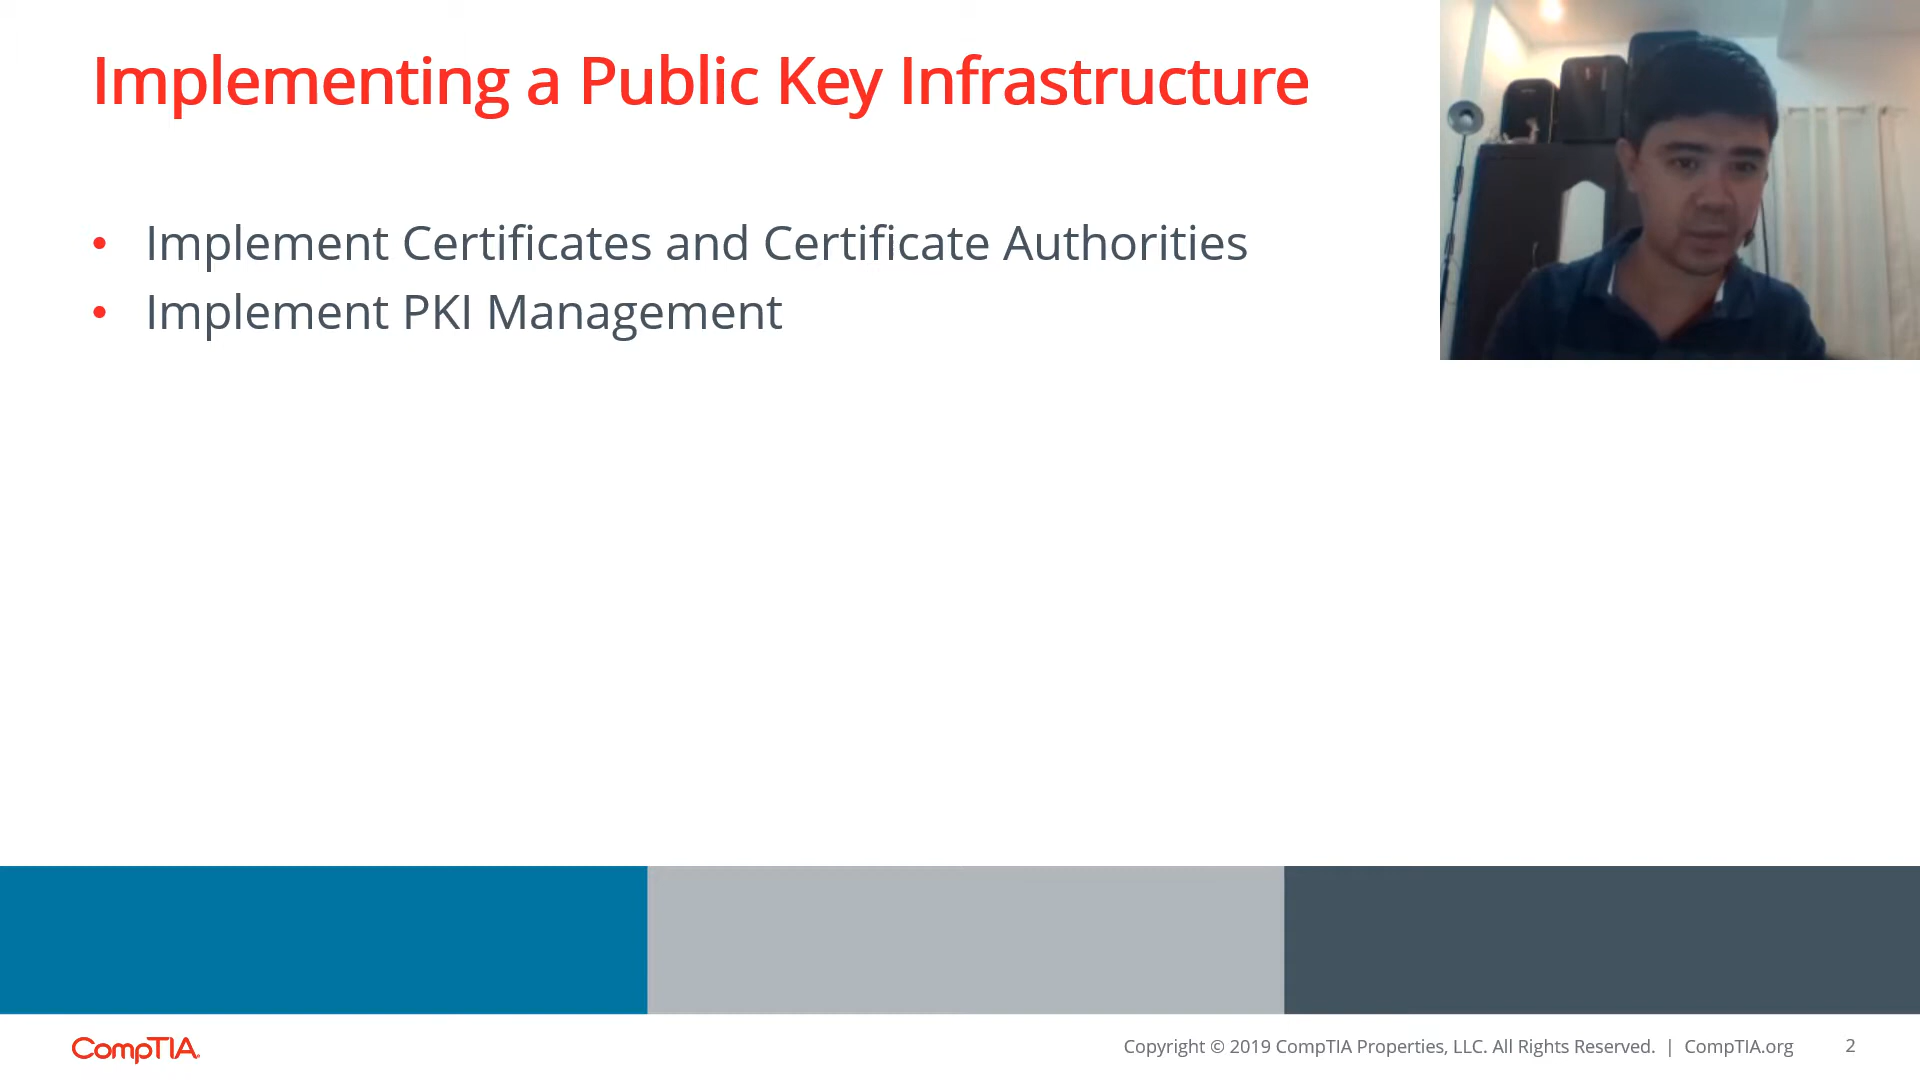 Implementing a Public Key Infrastructure
• Implement Certificates and Certificate Authorities
• Implement PKI Management
CompTIA.
Copyright © 2019 CompTIA Properties, LLC. All Rights Reserved. | CompTIA.org 2